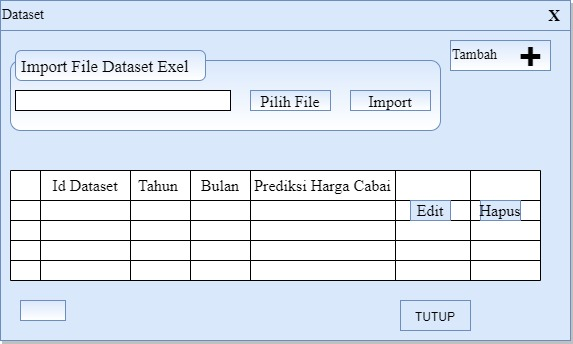 Dataset X
Tambah +
Import File Dataset Exel
Pilih File Import
Id Dataset Tahun Bulan Prediksi Harga Cabai
Edit Hapus
TUTUP